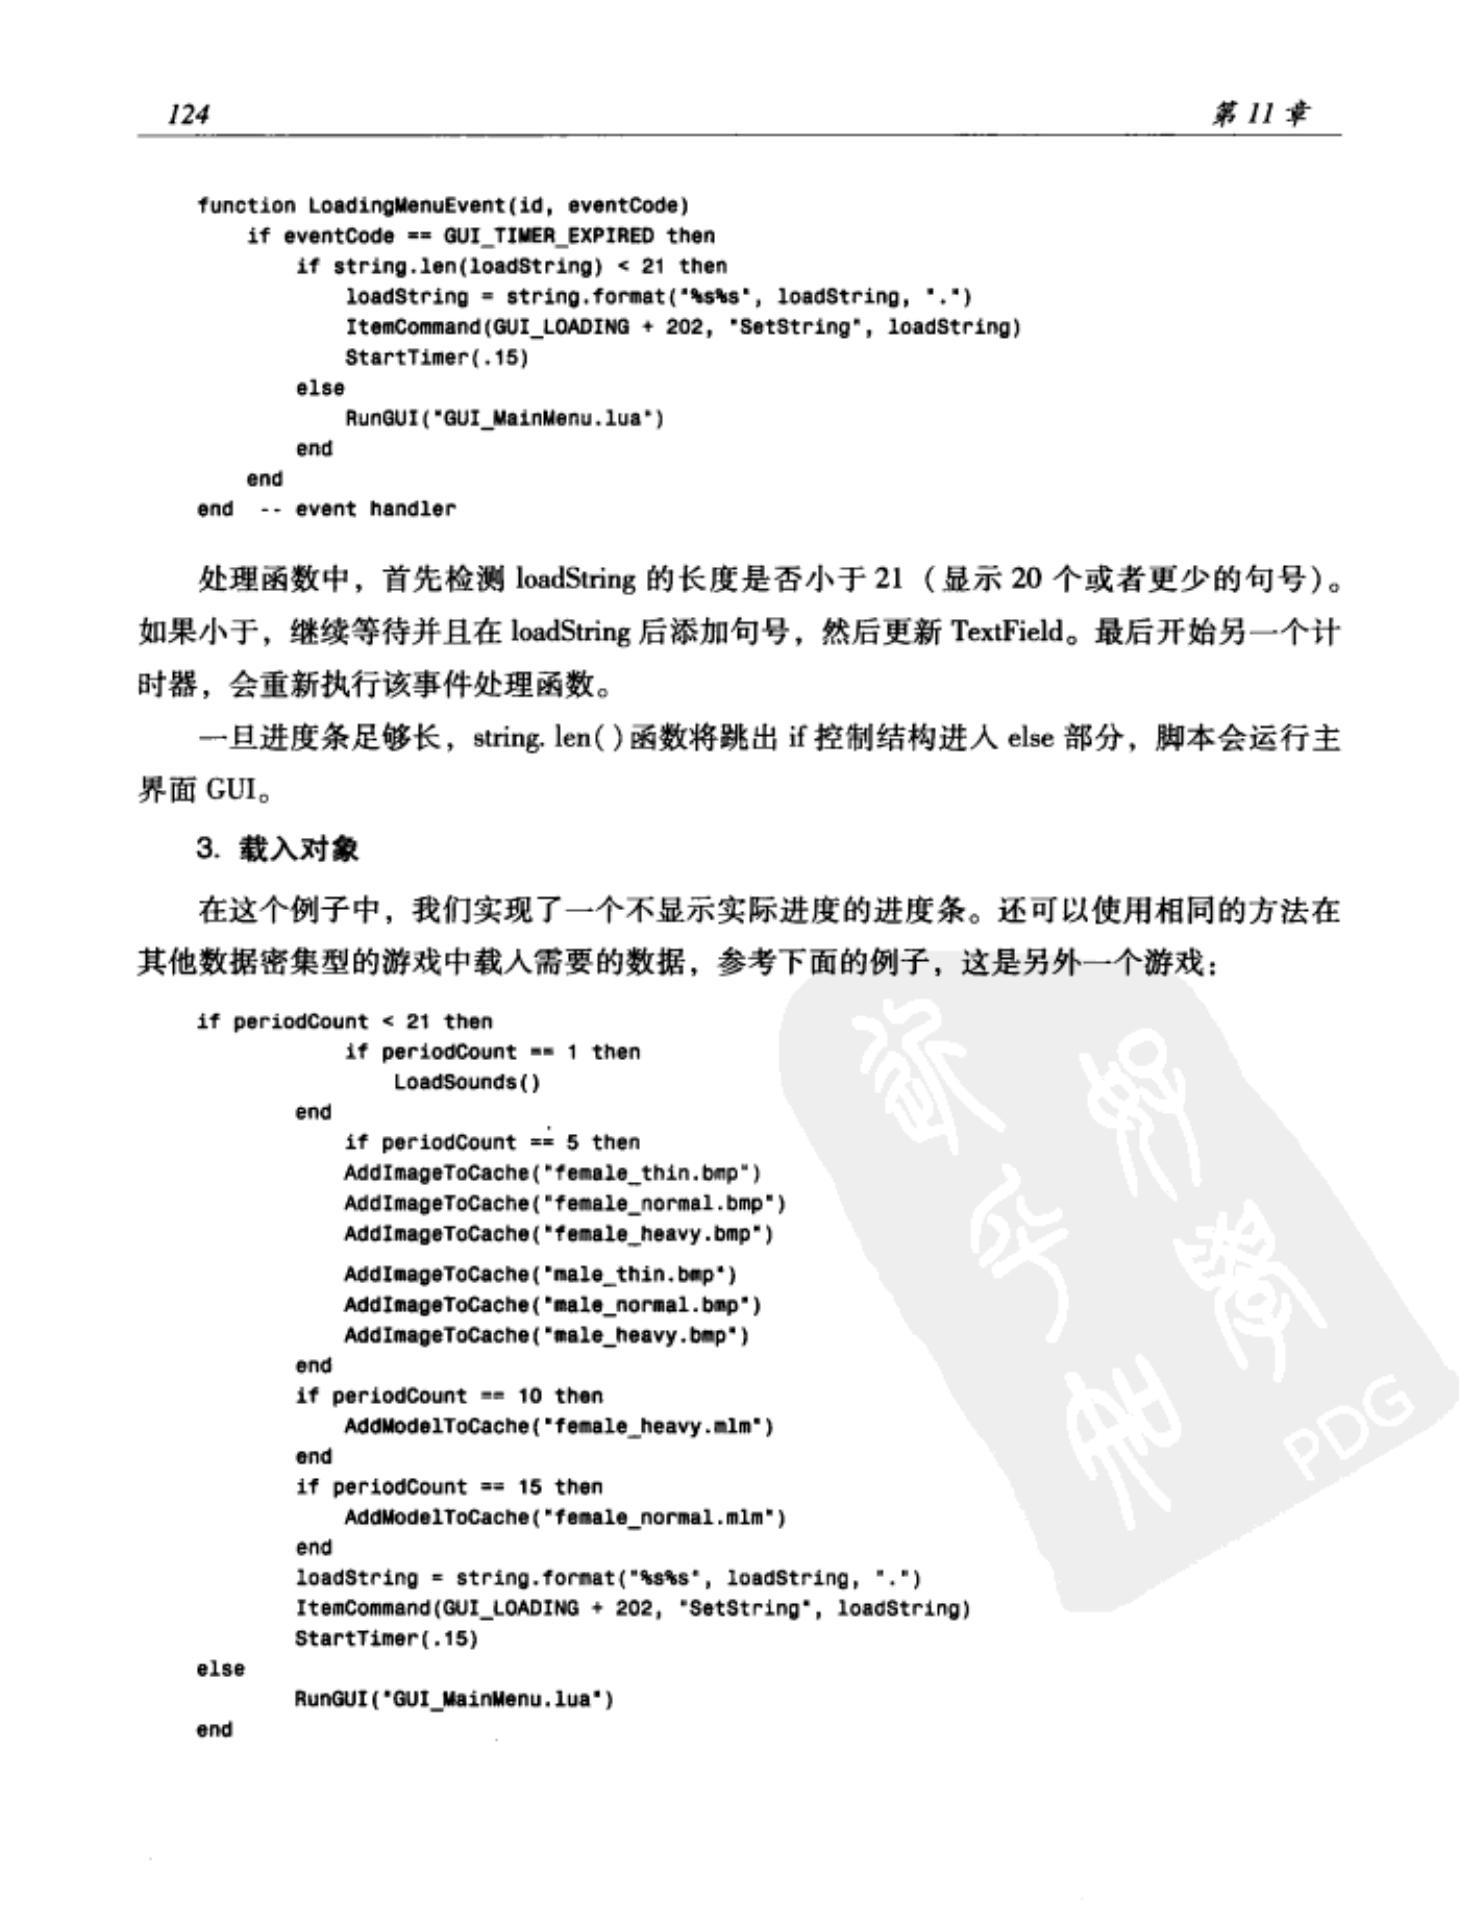 124 第 11 章
function LoadingMenuEvent(id, eventCode)
    if eventCode == GUI_TIMER_EXPIRED then
        if string.len(loadString) < 21 then
            loadString = string.format("%s%s", loadString, ".")
            ItemCommand(GUI_LOADING + 202, "SetString", loadString)
            StartTimer(.15)
        else
            RunGUI("GUI_MainMenu.lua")
        end
    end
end -- event handler
处理函数中，首先检测 loadString 的长度是否小于 21（显示 20 个或者更少的句号）。
如果小于，继续等待并且在 loadString 后添加句号，然后更新 TextField。最后开始另一个计
时器，会重新执行该事件处理函数。
一旦进度条足够长，string. len( )函数将跳出 if 控制结构进入 else 部分，脚本会运行主
界面 GUI。
3. 载入对象
在这个例子中，我们实现了一个不显示实际进度的进度条。还可以使用相同的方法在
其他数据密集型的游戏中载入需要的数据，参考下面的例子，这是另外一个游戏：
if periodCount < 21 then
            if periodCount == 1 then
                LoadSounds()
        end
            if periodCount == 5 then
            AddImageToCache("female_thin.bmp")
            AddImageToCache("female_normal.bmp")
            AddImageToCache("female_heavy.bmp")
            AddImageToCache("male_thin.bmp")
            AddImageToCache("male_normal.bmp")
            AddImageToCache("male_heavy.bmp")
        end
        if periodCount == 10 then
            AddModelToCache("female_heavy.mlm")
        end
        if periodCount == 15 then
            AddModelToCache("female_normal.mlm")
        end
        loadString = string.format("%s%s", loadString, ".")
        ItemCommand(GUI_LOADING + 202, "SetString", loadString)
        StartTimer(.15)
else
        RunGUI("GUI_MainMenu.lua")
end
PDG